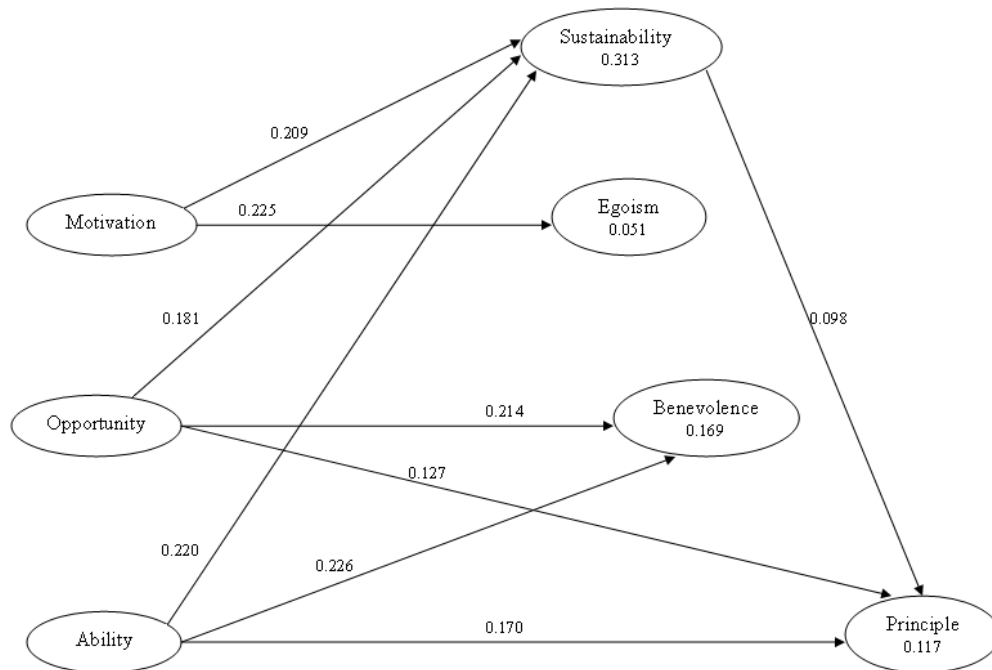 Sustainability
0.313
0.209
Motivation
0.225
Egoism
0.051
0.181
0.098
Opportunity
0.214
Benevolence
0.169
0.127
0.220
0.226
Ability
0.170
Principle
0.117